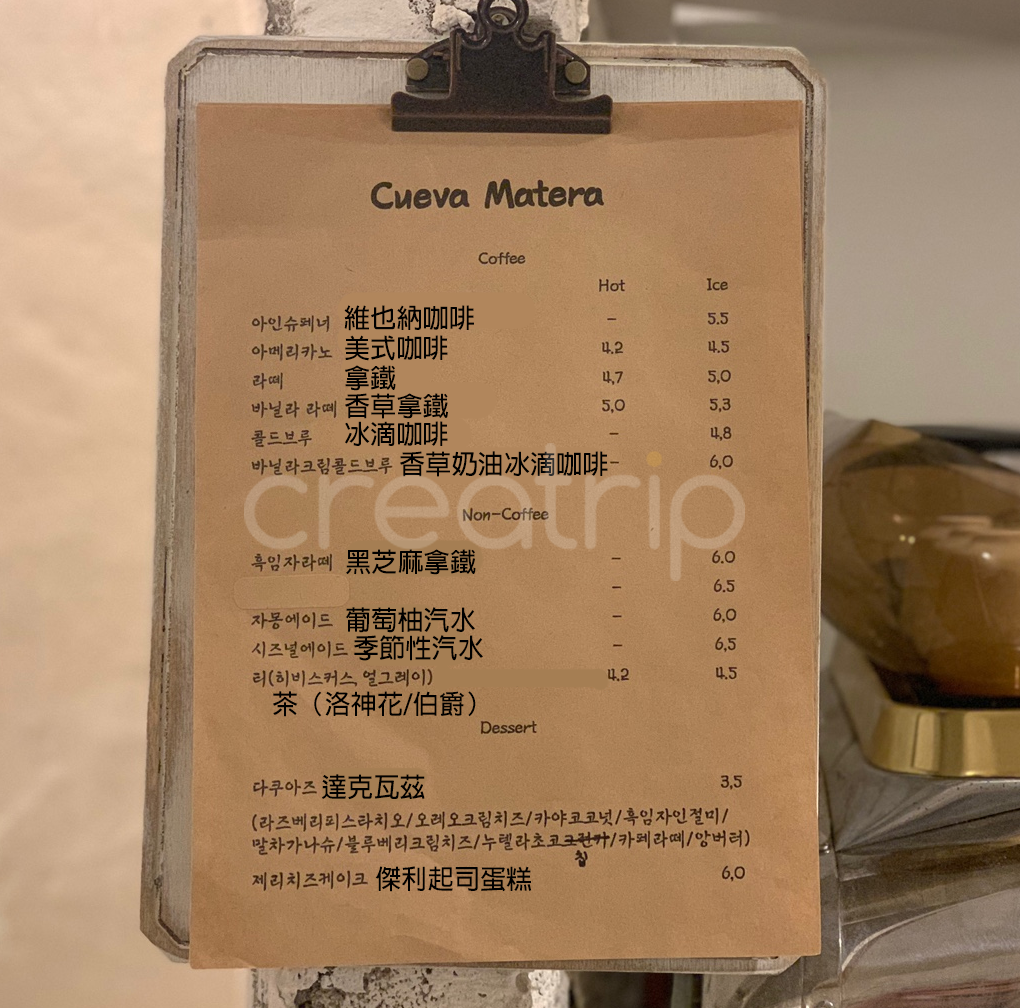 Cueva Matera
Coffee
Hot Ice
아인슈페너 維也納咖啡 – 5.5
아메리카노 美式咖啡 4.2 4.5
라떼 拿鐵 4,7 5,0
바닐라 라떼 香草拿鐵 5,0 5,3
콜드브루 冰滴咖啡 – 4,8
바닐라크림콜드브루 香草奶油冰滴咖啡 – 6,0
creatrip
Non-Coffee
흑임자라떼 黑芝麻拿鐵 – 6.0
– 6.5
자몽에이드 葡萄柚汽水 – 6,0
시즈널에이드 季節性汽水 – 6,5
티(히비스커스, 얼그레이) 4.2 4.5
茶（洛神花/伯爵）
Dessert
다쿠아즈 達克瓦茲 3,5
(라즈베리피스타치오/오레오크림치즈/카야코코넛/흑임자인절미/
말차가나슈/블루베리크림치즈/누텔라초코크런키/카페라떼/앙버터)
칩
제리치즈케이크 傑利起司蛋糕 6,0